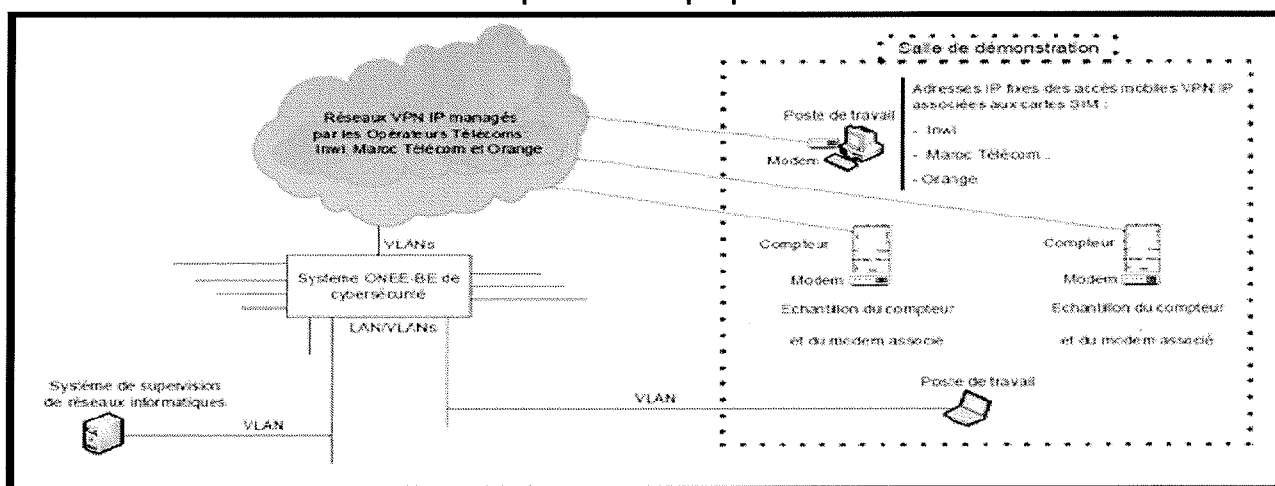 Salle de démonstration
Réseaux VPN IP managés
par les Opérateurs Télécoms
Inwi, Maroc Télécom et Orange
Poste de travail
Modem
Adresses IP fixes des accès mobiles VPN IP
associées aux cartes SIM :
- Inwi
- Maroc Télécom ..
- Orange
VLANs
Système ONEE-BE de
cybersécurité
LAN/VLANs
Compteur
Modem
Echantillon du compteur
et du modem associé
Compteur
Modem
Echantillon du compteur
et du modem associé
Système de supervision
de réseaux informatiques
VLAN
VLAN
Poste de travail